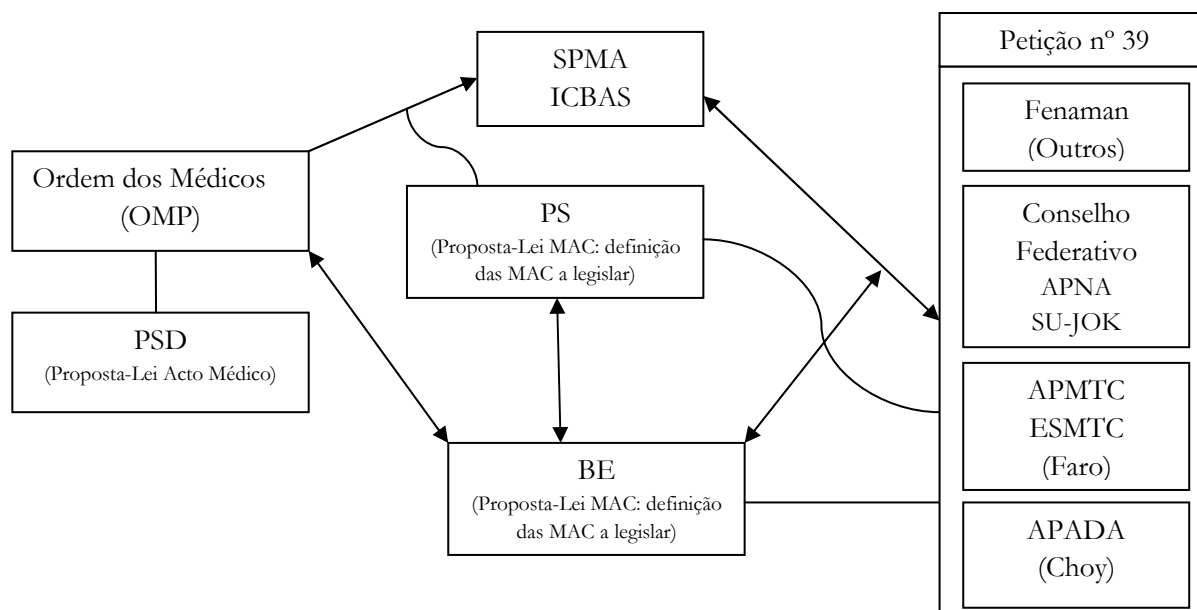 SPMA
ICBAS
Ordem dos Médicos
(OMP)
PS
(Proposta-Lei MAC: definição
das MAC a legislar)
PSD
(Proposta-Lei Acto Médico)
BE
(Proposta-Lei MAC: definição
das MAC a legislar)
Petição nº 39
Fenaman
(Outros)
Conselho
Federativo
APNA
SU-JOK
APMTC
ESMTC
(Faro)
APADA
(Choy)